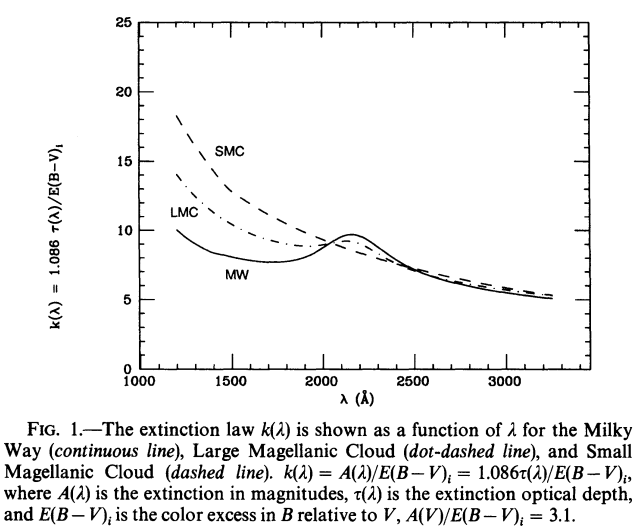 25
20
15
10
5
0
k(λ) = 1.086 τ(λ)/E(B−V)i
SMC
LMC
MW
1000 1500 2000 2500 3000
λ (Å)
FIG. 1.—The extinction law k(λ) is shown as a function of λ for the Milky
Way (continuous line), Large Magellanic Cloud (dot-dashed line), and Small
Magellanic Cloud (dashed line). k(λ) = A(λ)/E(B−V)i = 1.086τ(λ)/E(B−V)i,
where A(λ) is the extinction in magnitudes, τ(λ) is the extinction optical depth,
and E(B−V)i is the color excess in B relative to V, A(V)/E(B−V)i = 3.1.